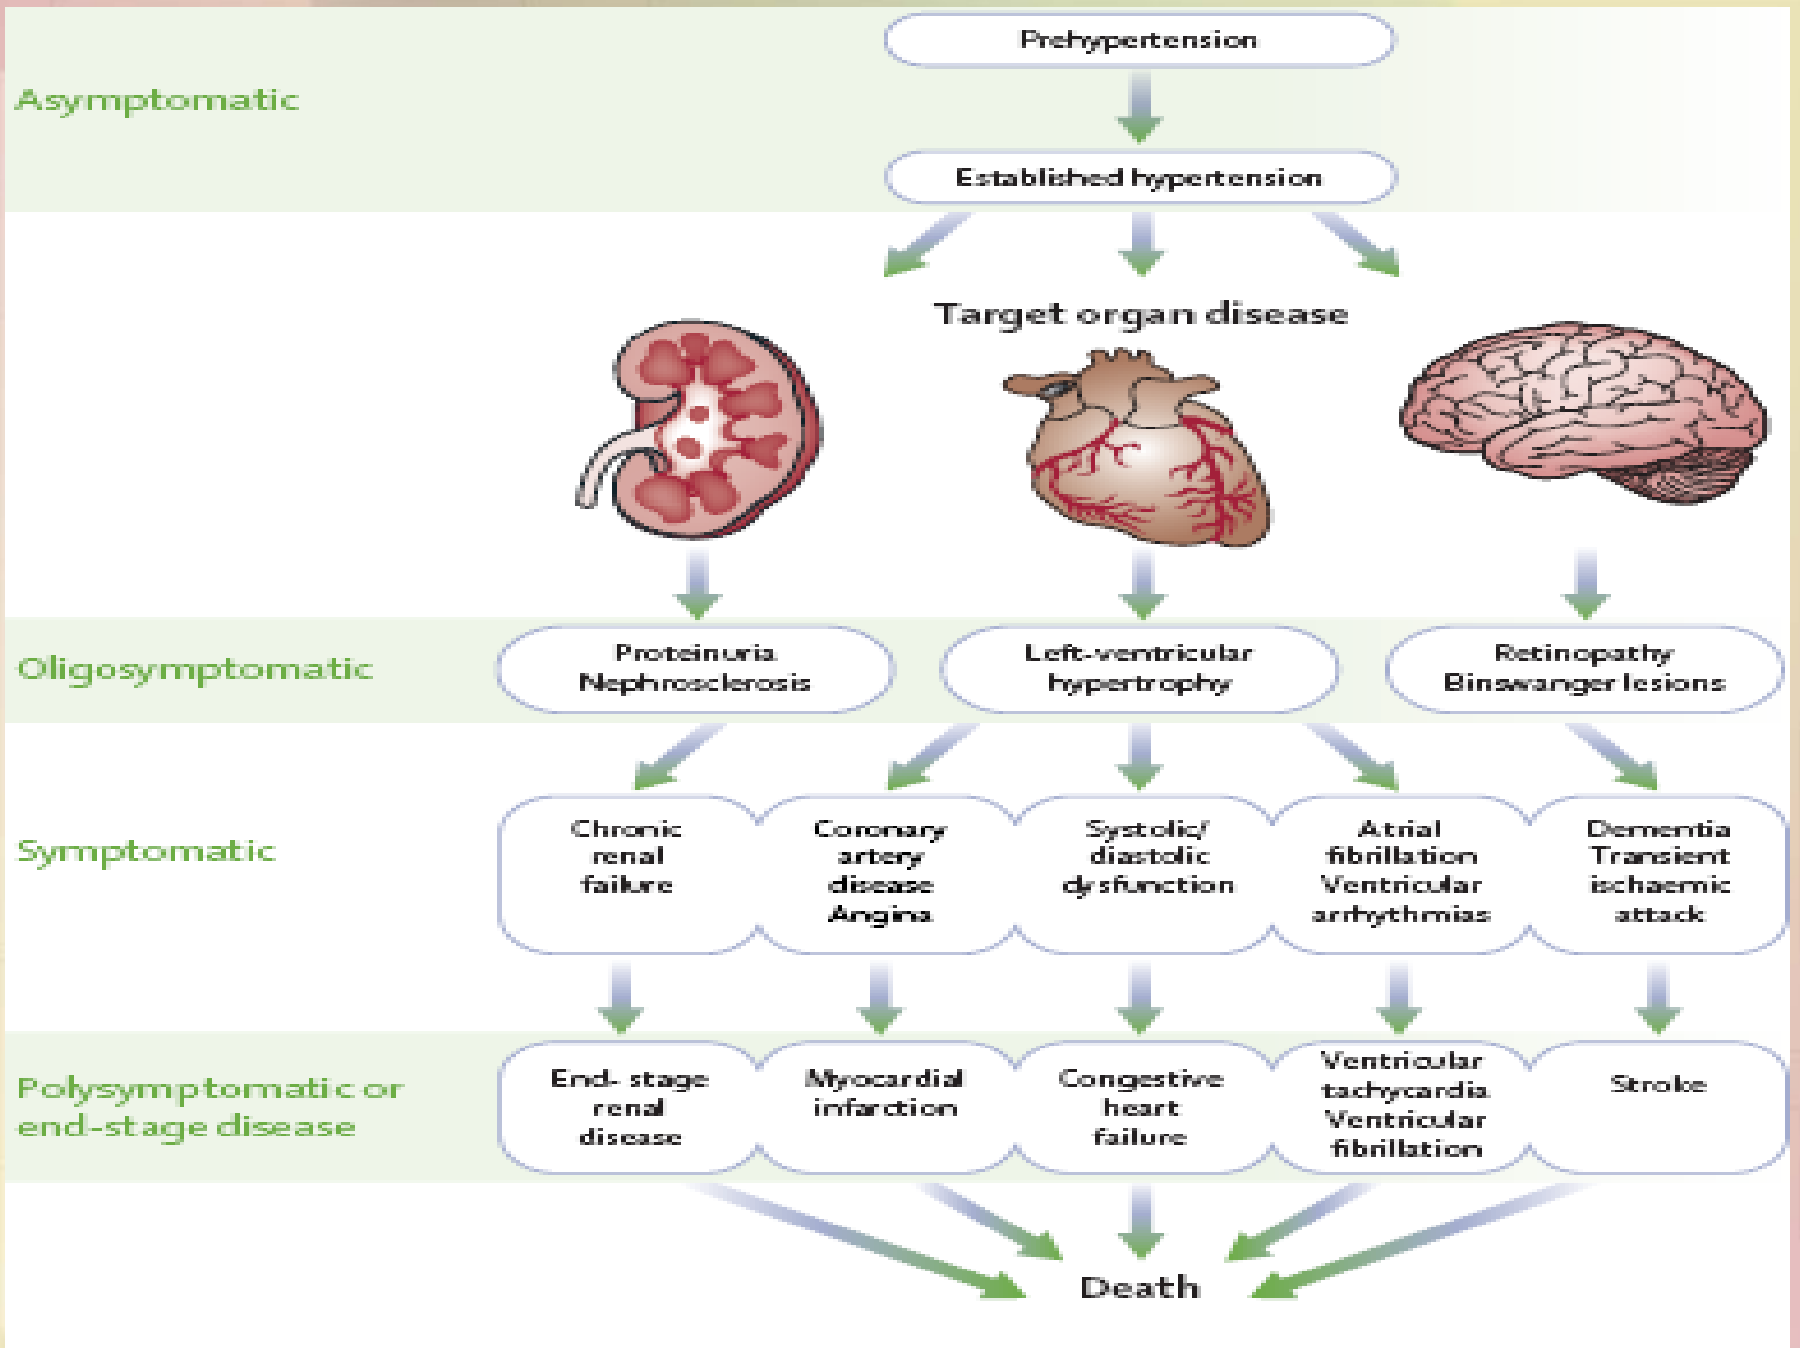 Prehypertension
Asymptomatic
Established hypertension
Target organ disease
Oligosymptomatic
Proteinuria
Nephrosclerosis
Left-ventricular
hypertrophy
Retinopathy
Binswanger lesions
Symptomatic
Chronic
renal
failure
Coronary
artery
disease
Angina
Systolic/
diastolic
dysfunction
Atrial
fibrillation
Ventricular
arrhythmias
Dementia
Transient
ischaemic
attack
Polysymptomatic or
end-stage disease
End- stage
renal
disease
Myocardial
infarction
Congestive
heart
failure
Ventricular
tachycardia
Ventricular
fibrillation
Stroke
Death